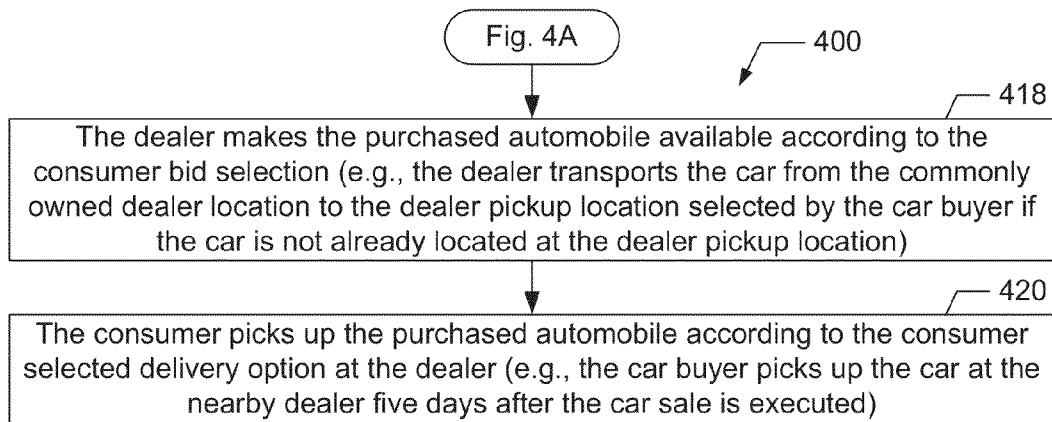 Fig. 4A
400
418
The dealer makes the purchased automobile available according to the
consumer bid selection (e.g., the dealer transports the car from the commonly
owned dealer location to the dealer pickup location selected by the car buyer if
the car is not already located at the dealer pickup location)
420
The consumer picks up the purchased automobile according to the consumer
selected delivery option at the dealer (e.g., the car buyer picks up the car at the
nearby dealer five days after the car sale is executed)